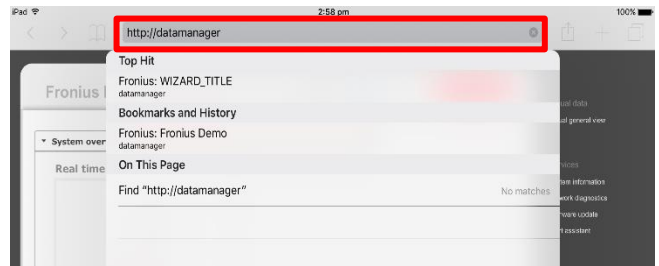 iPad 2:58 pm 100%
http://datamanager
Top Hit
Fronius: WIZARD_TITLE
datamanager
Bookmarks and History
Fronius: Fronius Demo
datamanager
On This Page
Find "http://datamanager" No matches
Fronius
System over
Real time
ual data
ual general view
vices
tem information
work diagnostics
ware update
t assistant